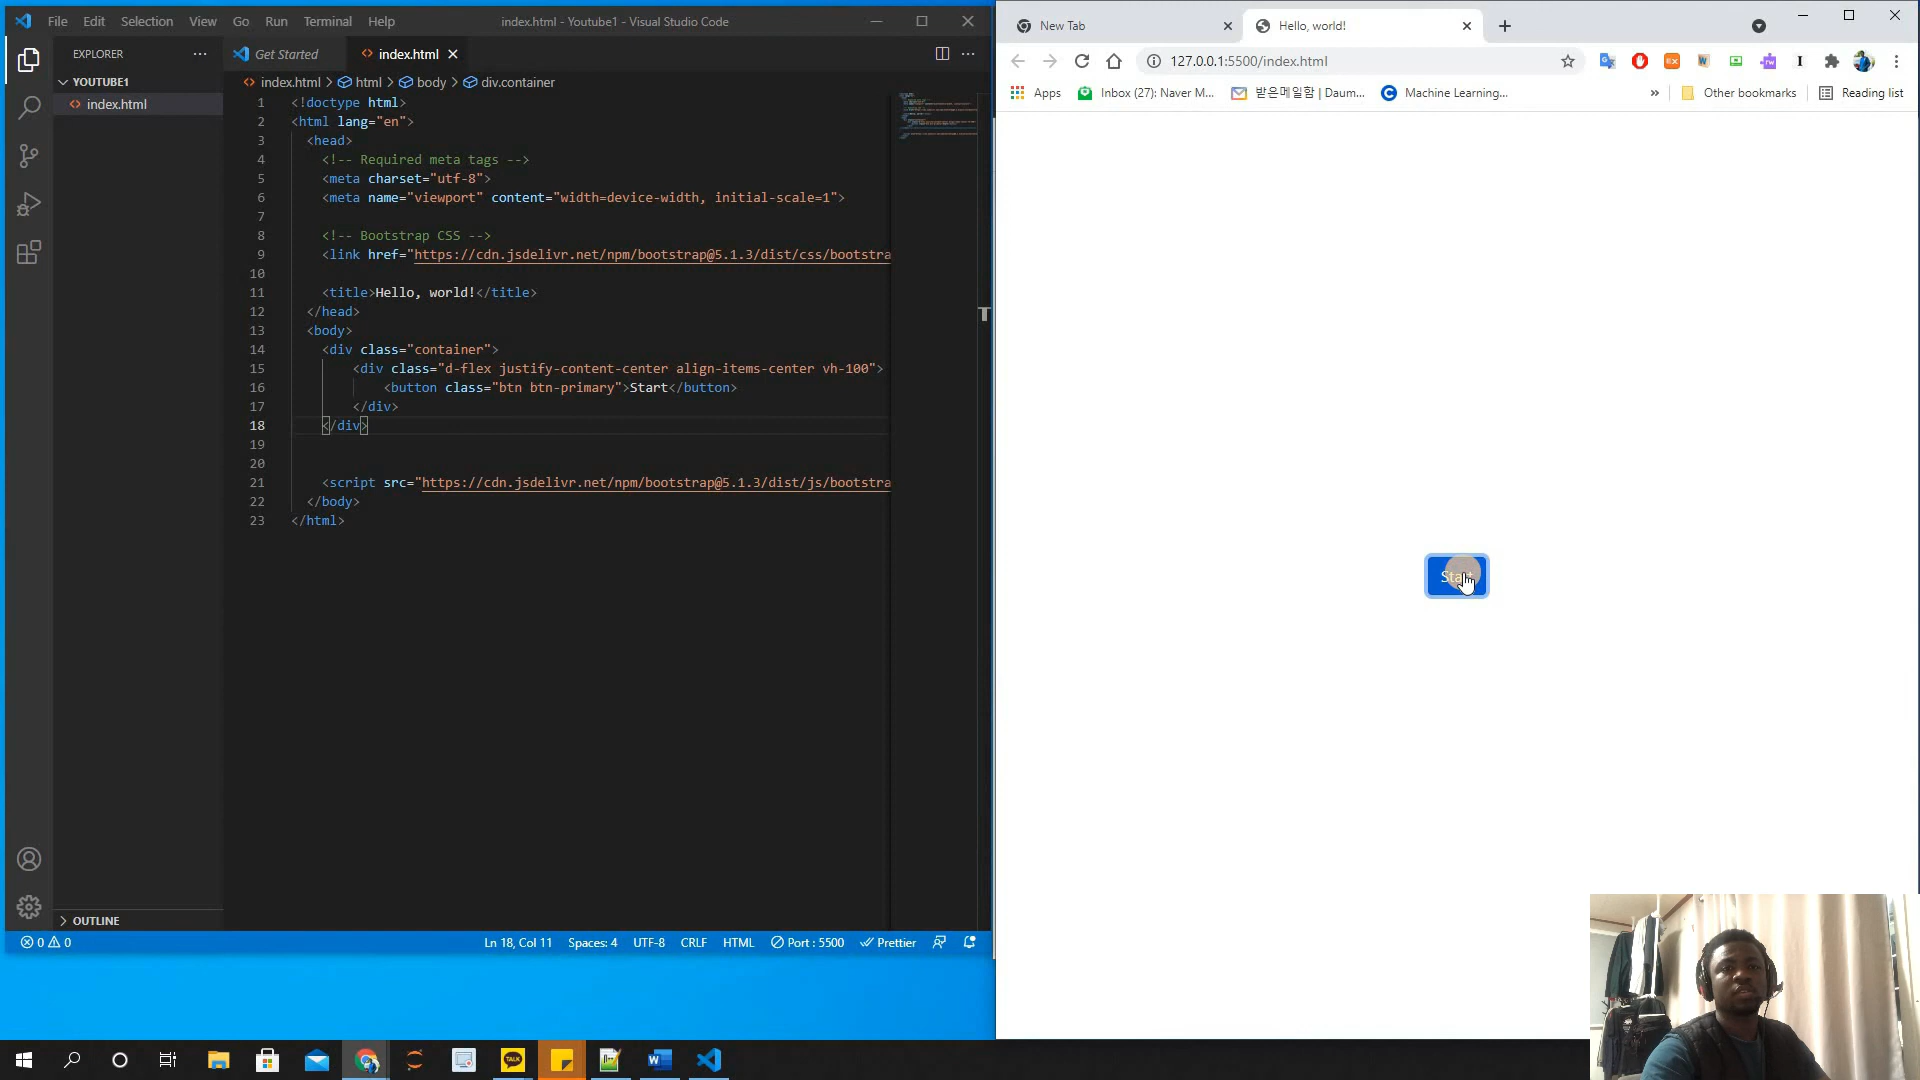 File Edit Selection View Go Run Terminal Help
index.html - Youtube1 - Visual Studio Code
EXPLORER
YOUTUBE1
index.html
Get Started
index.html
index.html > html > body > div.container
1 <!doctype html>
2 <html lang="en">
3 <head>
4 <!-- Required meta tags -->
5 <meta charset="utf-8">
6 <meta name="viewport" content="width=device-width, initial-scale=1">
7
8 <!-- Bootstrap CSS -->
9 <link href="https://cdn.jsdelivr.net/npm/bootstrap@5.1.3/dist/css/bootstra
10
11 <title>Hello, world!</title>
12 </head>
13 <body>
14 <div class="container">
15 <div class="d-flex justify-content-center align-items-center vh-100">
16 <button class="btn btn-primary">Start</button>
17 </div>
18 </div>
19
20
21 <script src="https://cdn.jsdelivr.net/npm/bootstrap@5.1.3/dist/js/bootstra
22 </body>
23 </html>
OUTLINE
0 0
Ln 18, Col 11 Spaces: 4 UTF-8 CRLF HTML Port : 5500 Prettier
New Tab
Hello, world!
127.0.0.1:5500/index.html
Apps Inbox (27): Naver M... 받은메일함 | Daum... Machine Learning... » Other bookmarks Reading list